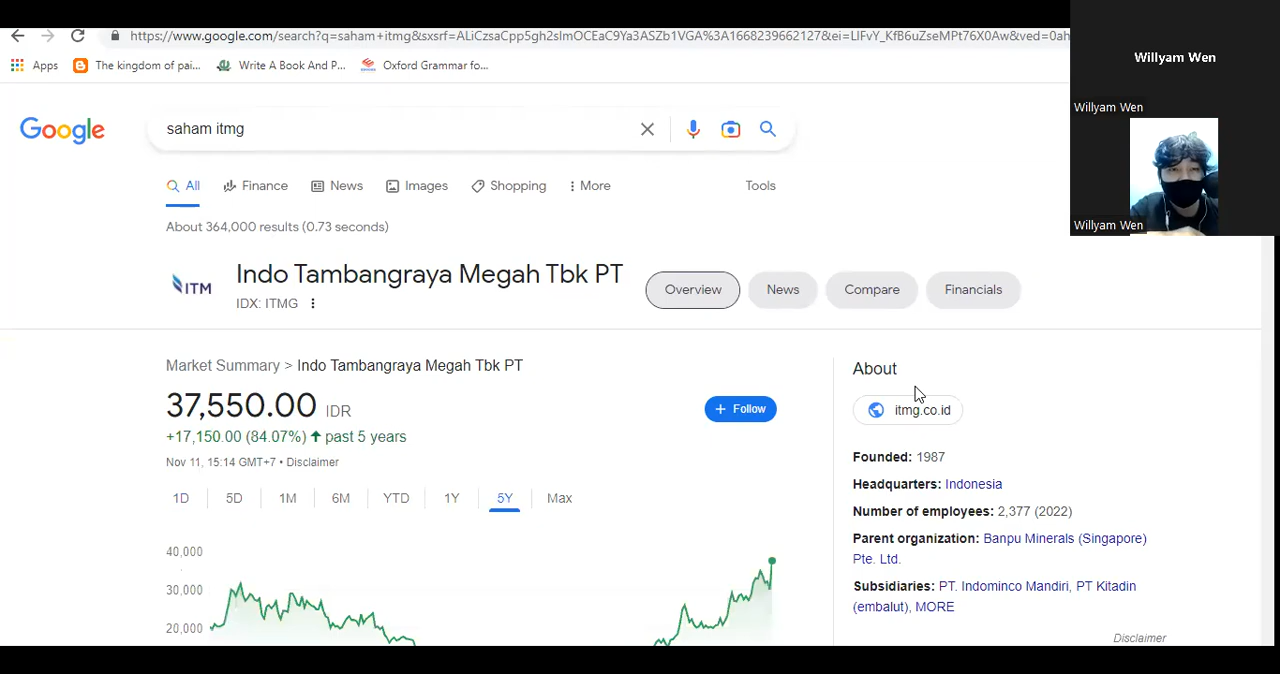 https://www.google.com/search?q=saham+itmg&sxsrf=ALiCzsaCpp5gh2slmOCEaC9Ya3ASZb1VGA%3A1668239662127&ei=LlFvY_KfB6uZseMPt76X0Aw&ved=0ah
Apps The kingdom of pai... Write A Book And P... Oxford Grammar fo...
Willyam Wen
Willyam Wen
Willyam Wen
Google
saham itmg
All Finance News Images Shopping More Tools
About 364,000 results (0.73 seconds)
ITM
Indo Tambangraya Megah Tbk PT
IDX: ITMG
Overview News Compare Financials
Market Summary > Indo Tambangraya Megah Tbk PT
37,550.00 IDR
+ Follow
+17,150.00 (84.07%) past 5 years
Nov 11, 15:14 GMT+7 • Disclaimer
1D 5D 1M 6M YTD 1Y 5Y Max
40,000
30,000
20,000
About
itmg.co.id
Founded: 1987
Headquarters: Indonesia
Number of employees: 2,377 (2022)
Parent organization: Banpu Minerals (Singapore)
Pte. Ltd.
Subsidiaries: PT. Indominco Mandiri, PT Kitadin
(embalut), MORE
Disclaimer